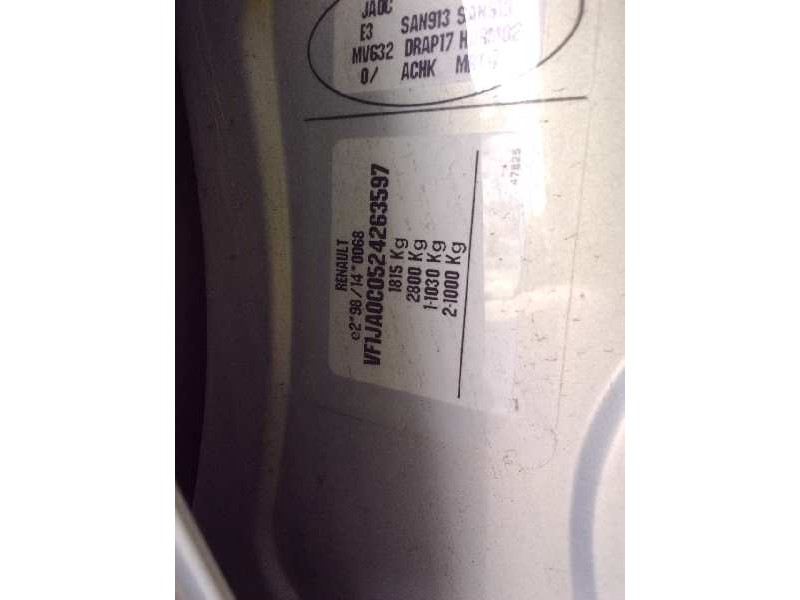 JA0C
E3 SAN913
MV632 DRAP17
0/ ACHK
RENAULT
e2*98/14*0068
VF1JA0C0524263597
1815 Kg
2800 Kg
1-1030 Kg
2-1000 Kg
47825